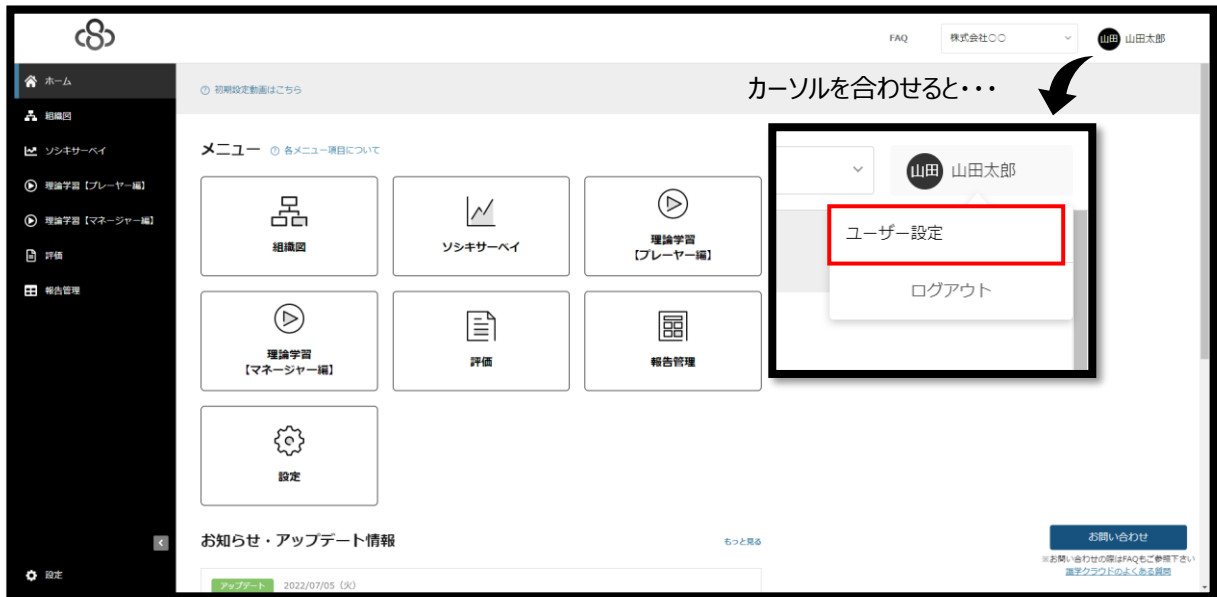 FAQ
株式会社〇〇
山田
山田太郎
ホーム
組織図
ソシキサーベイ
理論学習【プレーヤー編】
理論学習【マネージャー編】
評価
報告管理
設定
初期設定動画はこちら
カーソルを合わせると・・・
メニュー
各メニュー項目について
組織図
ソシキサーベイ
理論学習
【プレーヤー編】
理論学習
【マネージャー編】
評価
報告管理
設定
山田
山田太郎
ユーザー設定
ログアウト
お知らせ・アップデート情報
もっと見る
アップデート
2022/07/05（火）
お問い合わせ
※お問い合わせの際はFAQもご参照下さい
識学クラウドのよくある質問